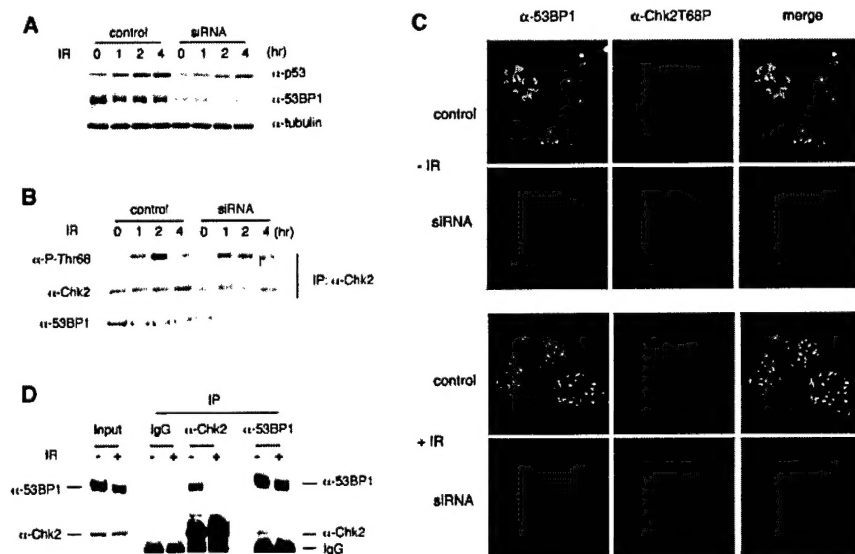 A
control siRNA
IR 0 1 2 4 0 1 2 4 (hr)
α-p53
α-53BP1
α-tubulin
B
control siRNA
IR 0 1 2 4 0 1 2 4 (hr)
α-P-Thr68
α-Chk2
IP: α-Chk2
α-53BP1
D
IP
Input IgG α-Chk2 α-53BP1
IR - + - + - + - +
α-53BP1 α-53BP1
α-Chk2 α-Chk2
IgG
C
α-53BP1 α-Chk2T68P merge
control
- IR
siRNA
control
+ IR
siRNA